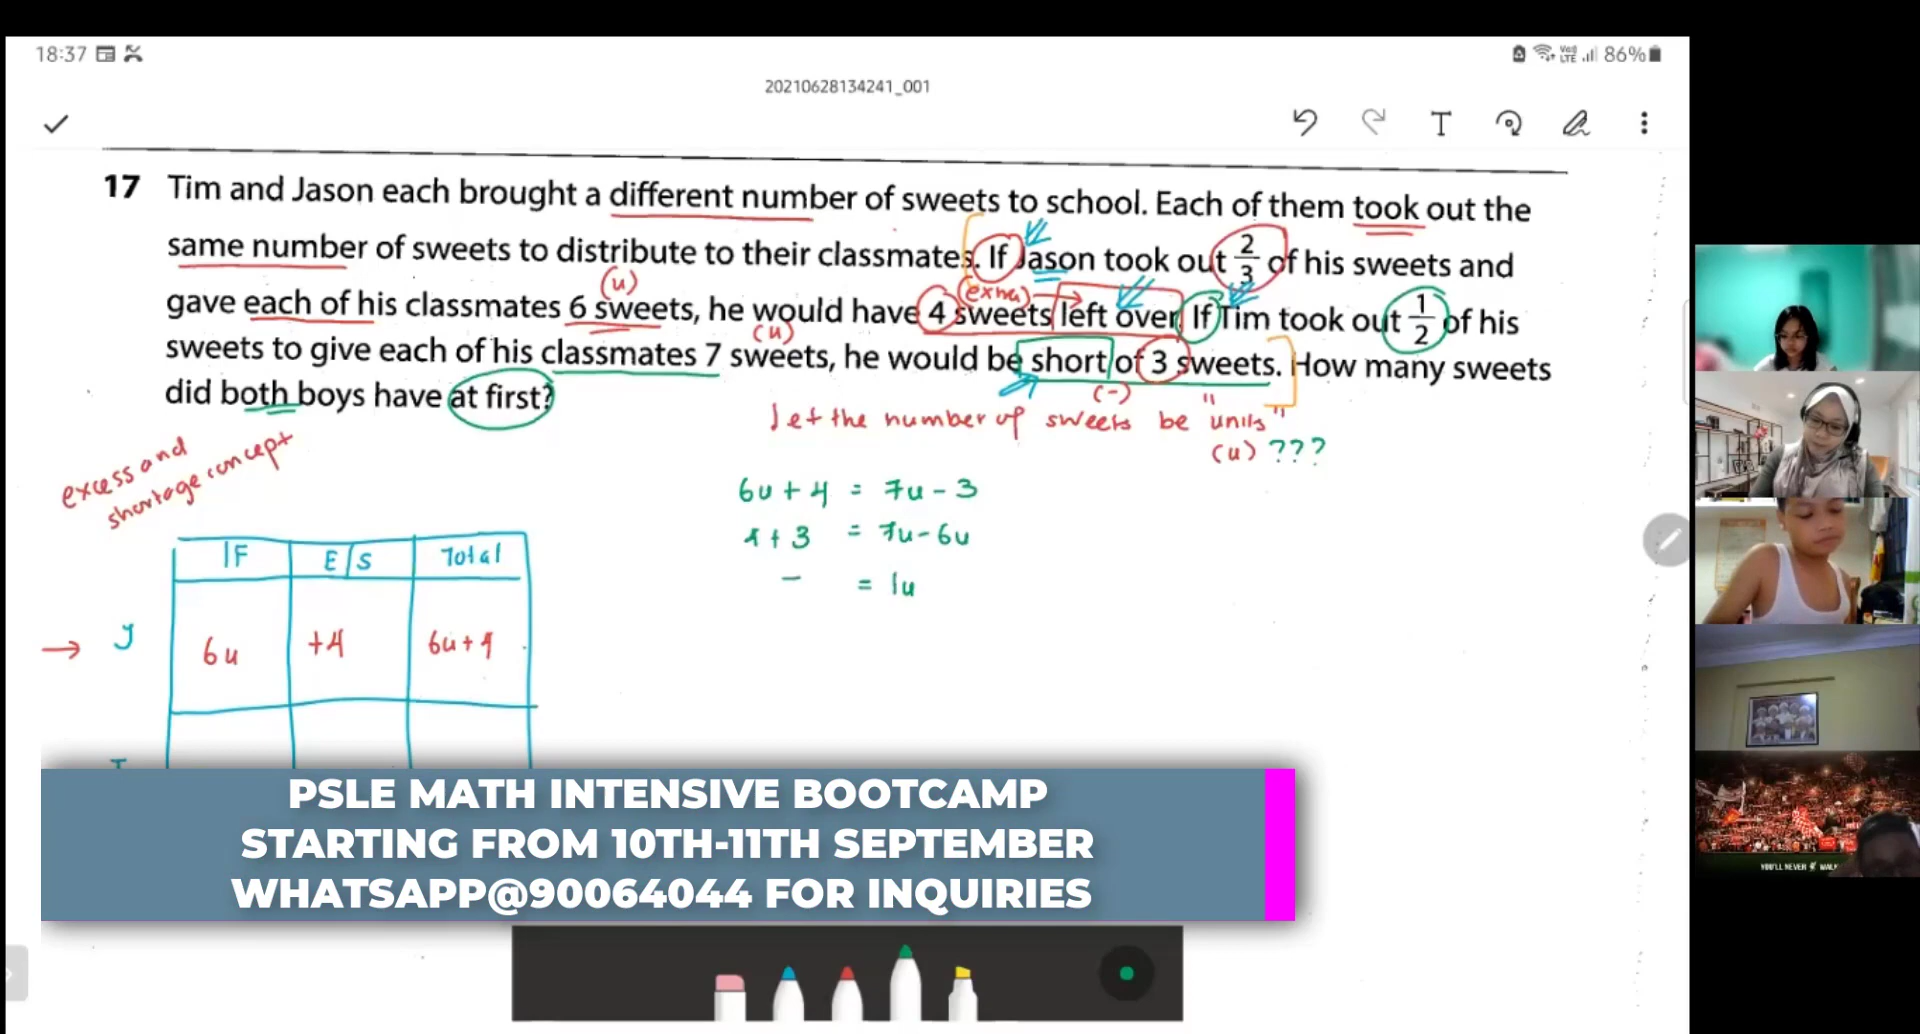 18:37
Vo) LTE 86%
20210628134241_001
T
17 Tim and Jason each brought a different number of sweets to school. Each of them took out the
same number of sweets to distribute to their classmates. If Jason took out 2/3 of his sweets and
(u)
(extra)
gave each of his classmates 6 sweets, he would have 4 sweets left over. If Tim took out 1/2 of his
(u)
sweets to give each of his classmates 7 sweets, he would be short of 3 sweets. How many sweets
(-)
did both boys have at first?
let the number of sweets be "units"
(u) ???
excess and
shortage concept
6u + 4 = 7u - 3
4 + 3 = 7u - 6u
- = 1u
IF E/S Total
→ J 6u +4 6u+4
T
PSLE MATH INTENSIVE BOOTCAMP
STARTING FROM 10TH-11TH SEPTEMBER
WHATSAPP@90064044 FOR INQUIRIES
YOU'LL NEVER WALK